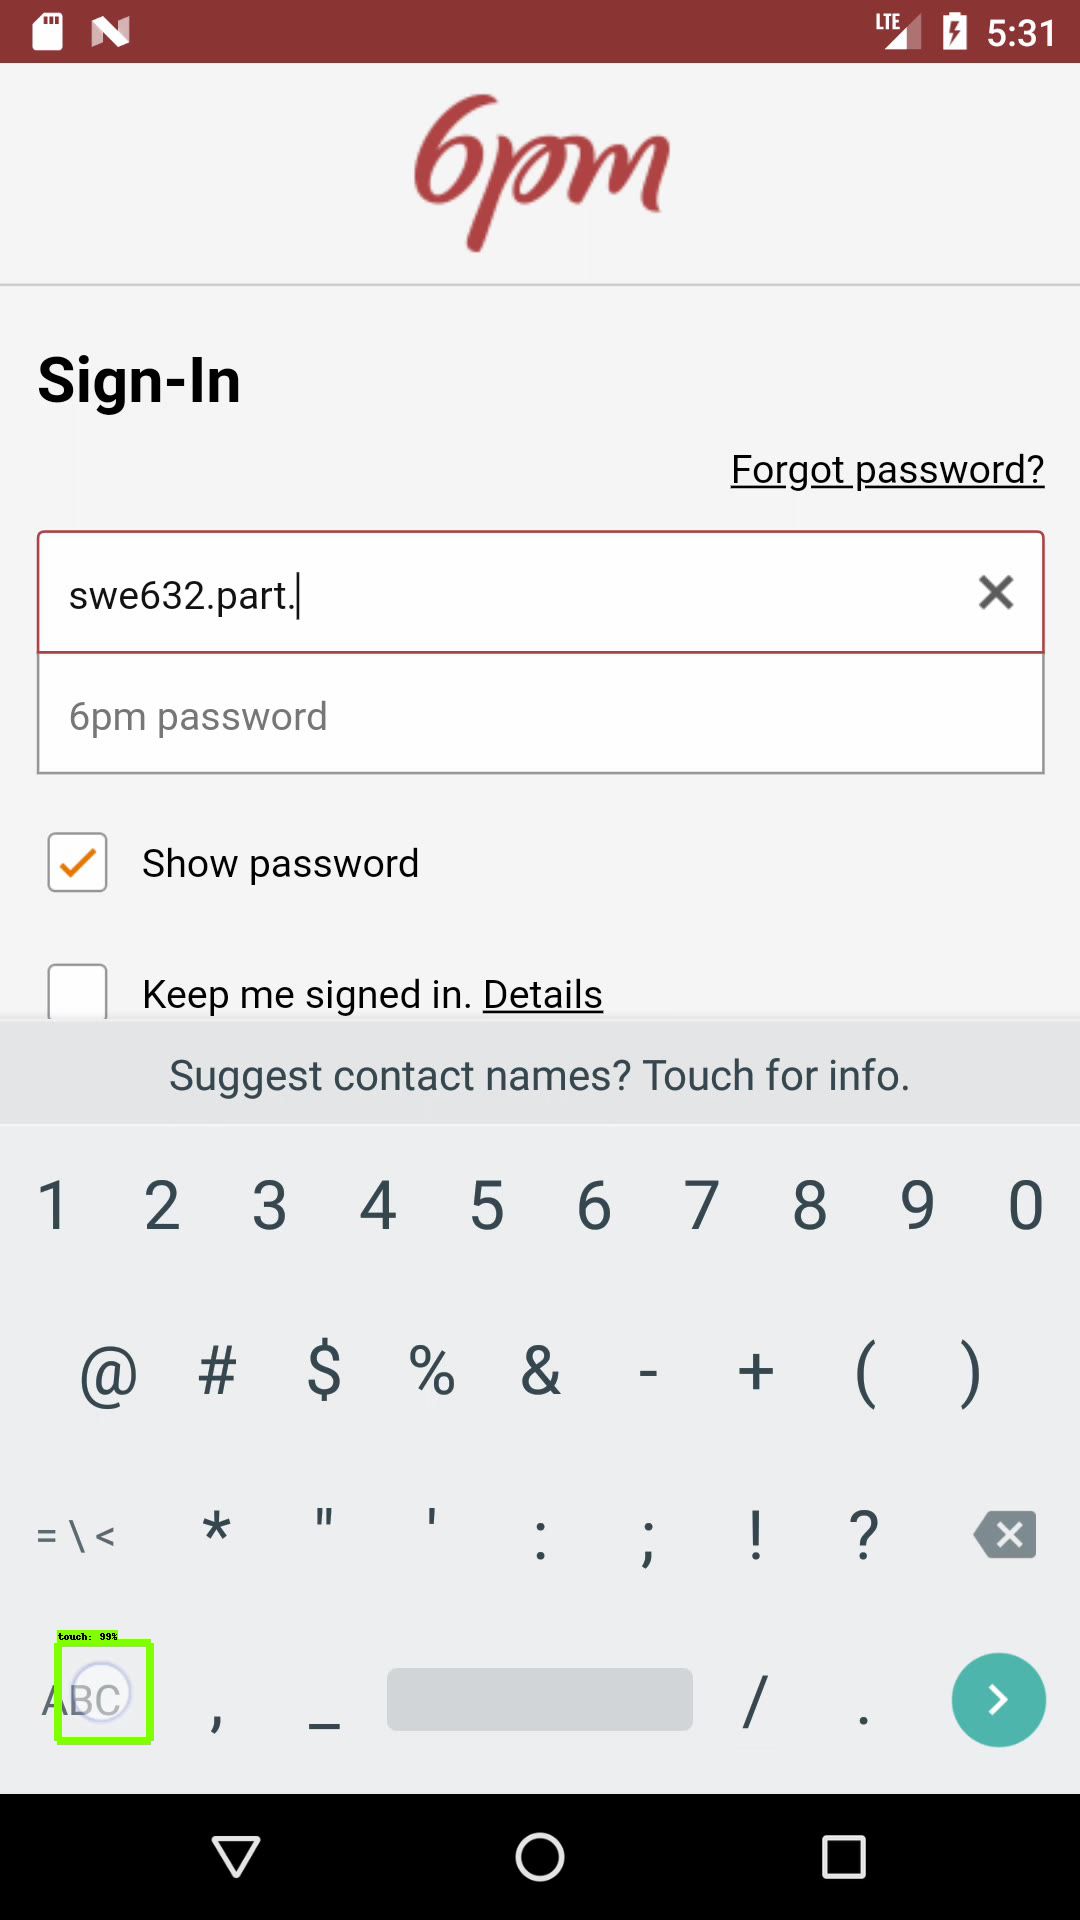 LTE 5:31
6pm
Sign-In
Forgot password?
swe632.part.
6pm password
Show password
Keep me signed in. Details
Suggest contact names? Touch for info.
1 2 3 4 5 6 7 8 9 0
@ # $ % & - + ( )
= \ < * " ' : ; ! ?
touch: 99%
ABC , _ / .